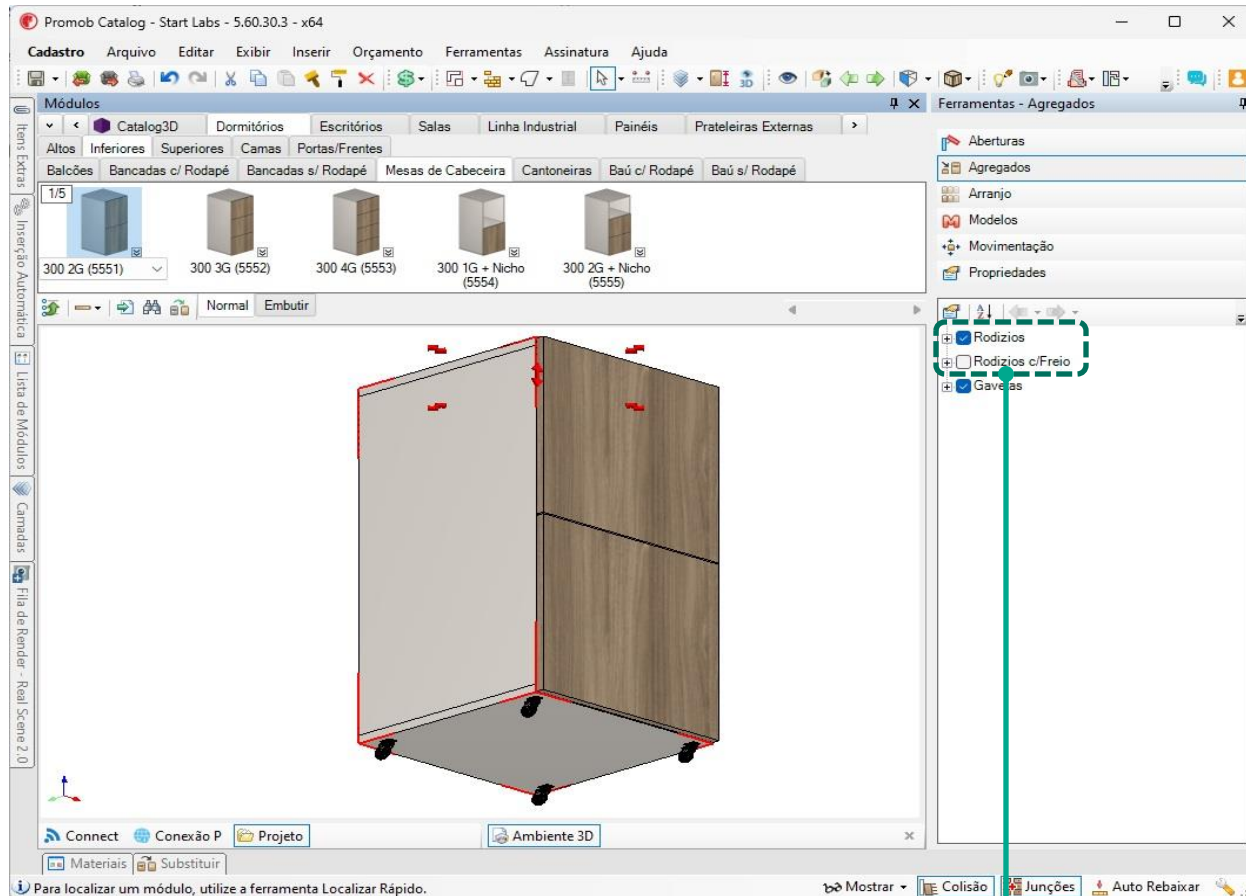 Promob Catalog - Start Labs - 5.60.30.3 - x64
Cadastro Arquivo Editar Exibir Inserir Orçamento Ferramentas Assinatura Ajuda
Módulos
Catalog3D Dormitórios Escritórios Salas Linha Industrial Painéis Prateleiras Externas
Altos Inferiores Superiores Camas Portas/Frentes
Balcões Bancadas c/ Rodapé Bancadas s/ Rodapé Mesas de Cabeceira Cantoneiras Baú c/ Rodapé Baú s/ Rodapé
1/5
300 2G (5551) 300 3G (5552) 300 4G (5553) 300 1G + Nicho 300 2G + Nicho
(5554) (5555)
Normal Embutir
Itens Extras
Inserção Automática
Lista de Módulos
Camadas
Fila de Render - Real Scene 2.0
Ferramentas - Agregados
Aberturas
Agregados
Arranjo
Modelos
Movimentação
Propriedades
Rodizios
Rodizios c/Freio
Gavetas
Connect Conexão P Projeto Ambiente 3D
Materiais Substituir
Para localizar um módulo, utilize a ferramenta Localizar Rápido. Mostrar Colisão Junções Auto Rebaixar